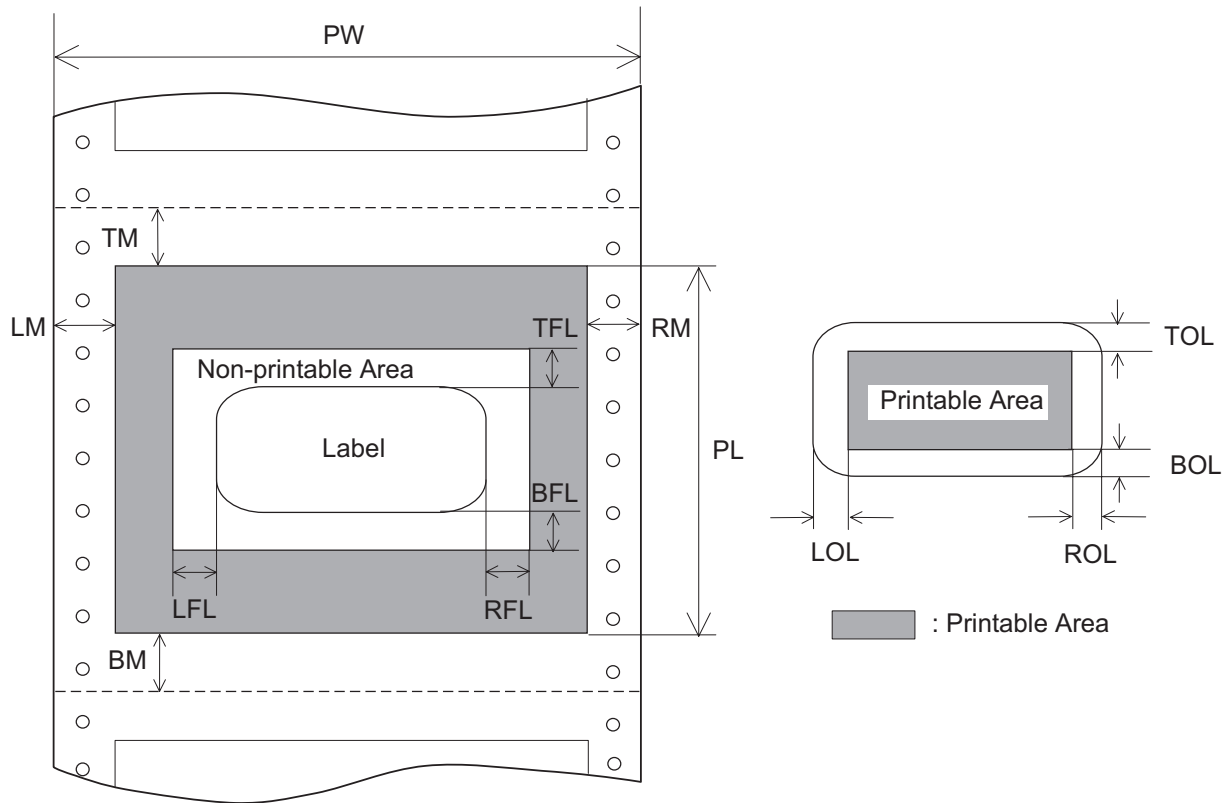 PW
TM
LM
TFL
RM
Non-printable Area
Label
BFL
PL
LFL
RFL
BM
TOL
Printable Area
BOL
LOL
ROL
: Printable Area